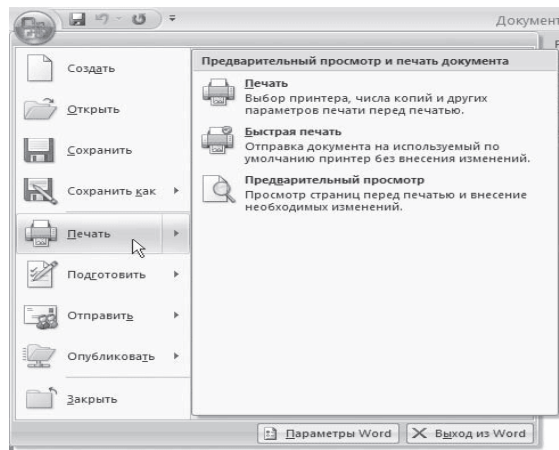 Документ
Создать
Открыть
Сохранить
Сохранить как
Печать
Подготовить
Отправить
Опубликовать
Закрыть
Предварительный просмотр и печать документа
Печать
Выбор принтера, числа копий и других
параметров печати перед печатью.
Быстрая печать
Отправка документа на используемый по
умолчанию принтер без внесения изменений.
Предварительный просмотр
Просмотр страниц перед печатью и внесение
необходимых изменений.
Параметры Word
Выход из Word